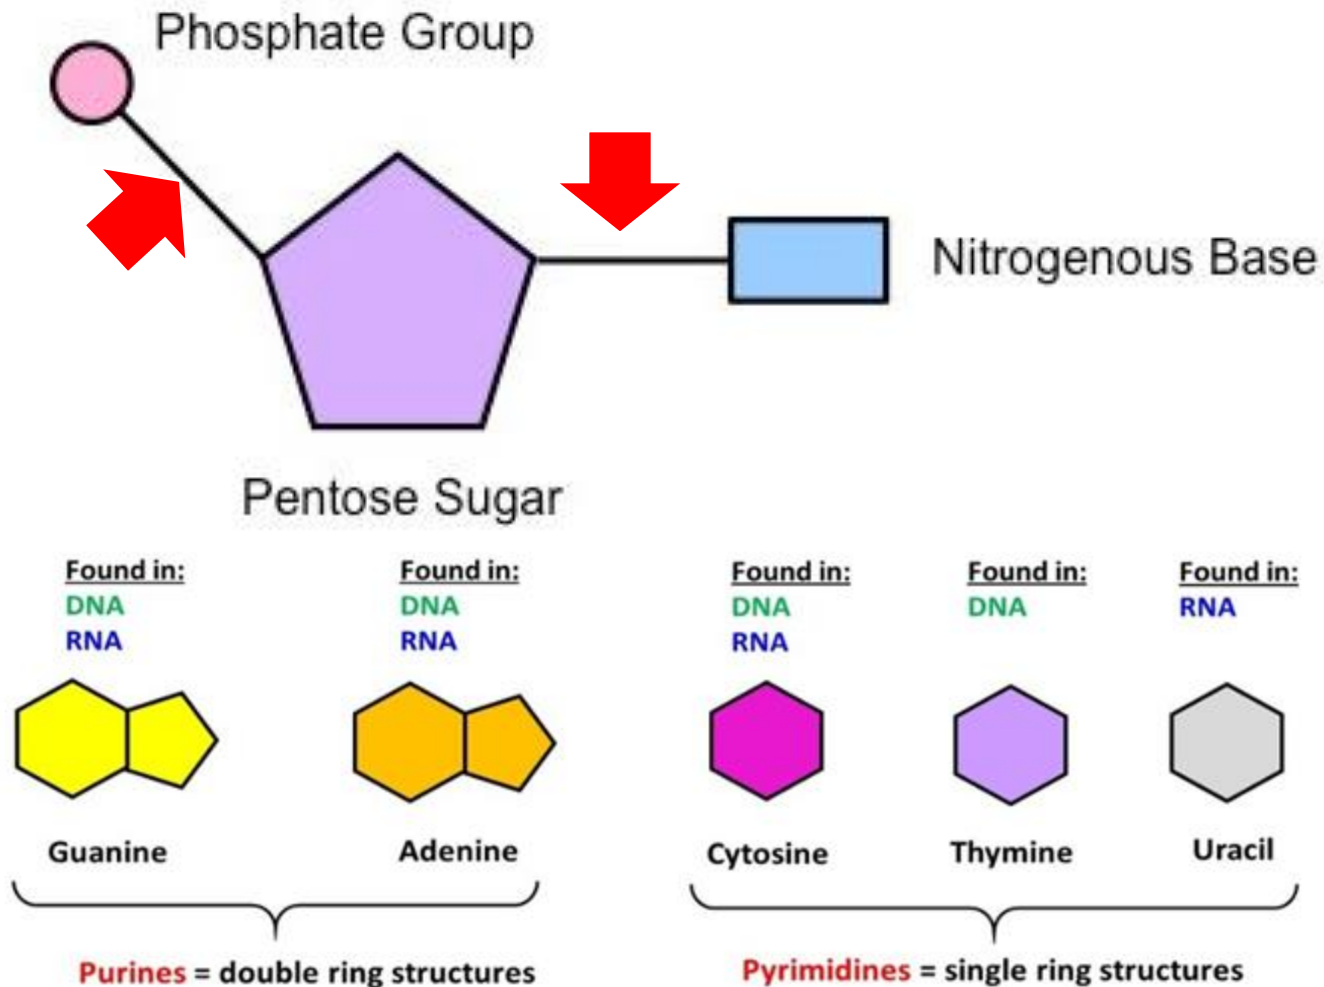 Phosphate Group
Nitrogenous Base
Pentose Sugar
Found in:
DNA
RNA
Found in:
DNA
RNA
Found in:
DNA
RNA
Found in:
DNA
Found in:
RNA
Guanine
Adenine
Cytosine
Thymine
Uracil
Purines = double ring structures
Pyrimidines = single ring structures